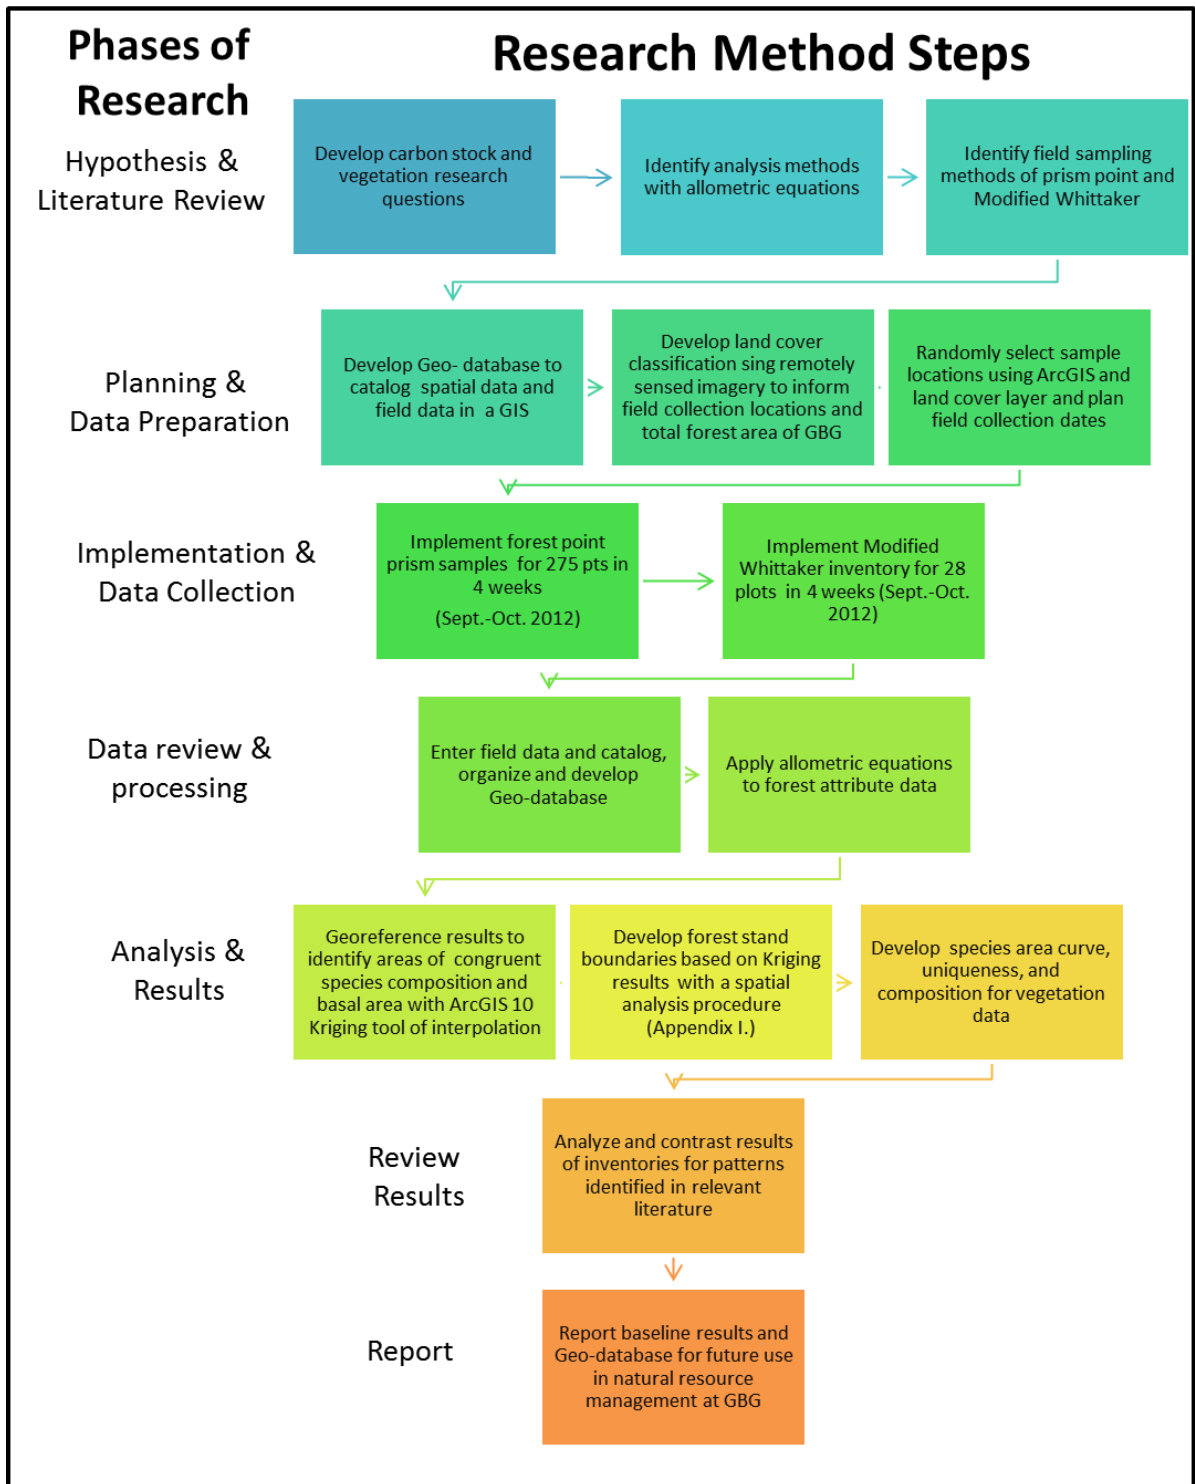 Phases of
Research
Research Method Steps
Hypothesis &
Literature Review
Develop carbon stock and
vegetation research
questions
Identify analysis methods
with allometric equations
Identify field sampling
methods of prism point and
Modified Whittaker
Planning &
Data Preparation
Develop Geo- database to
catalog spatial data and
field data in a GIS
Develop land cover
classification sing remotely
sensed imagery to inform
field collection locations and
total forest area of GBG
Randomly select sample
locations using ArcGIS and
land cover layer and plan
field collection dates
Implementation &
Data Collection
Implement forest point
prism samples for 275 pts in
4 weeks
(Sept.-Oct. 2012)
Implement Modified
Whittaker inventory for 28
plots in 4 weeks (Sept.-Oct.
2012)
Data review &
processing
Enter field data and catalog,
organize and develop
Geo-database
Apply allometric equations
to forest attribute data
Analysis &
Results
Georeference results to
identify areas of congruent
species composition and
basal area with ArcGIS 10
Kriging tool of interpolation
Develop forest stand
boundaries based on Kriging
results with a spatial
analysis procedure
(Appendix I.)
Develop species area curve,
uniqueness, and
composition for vegetation
data
Review
Results
Analyze and contrast results
of inventories for patterns
identified in relevant
literature
Report
Report baseline results and
Geo-database for future use
in natural resource
management at GBG